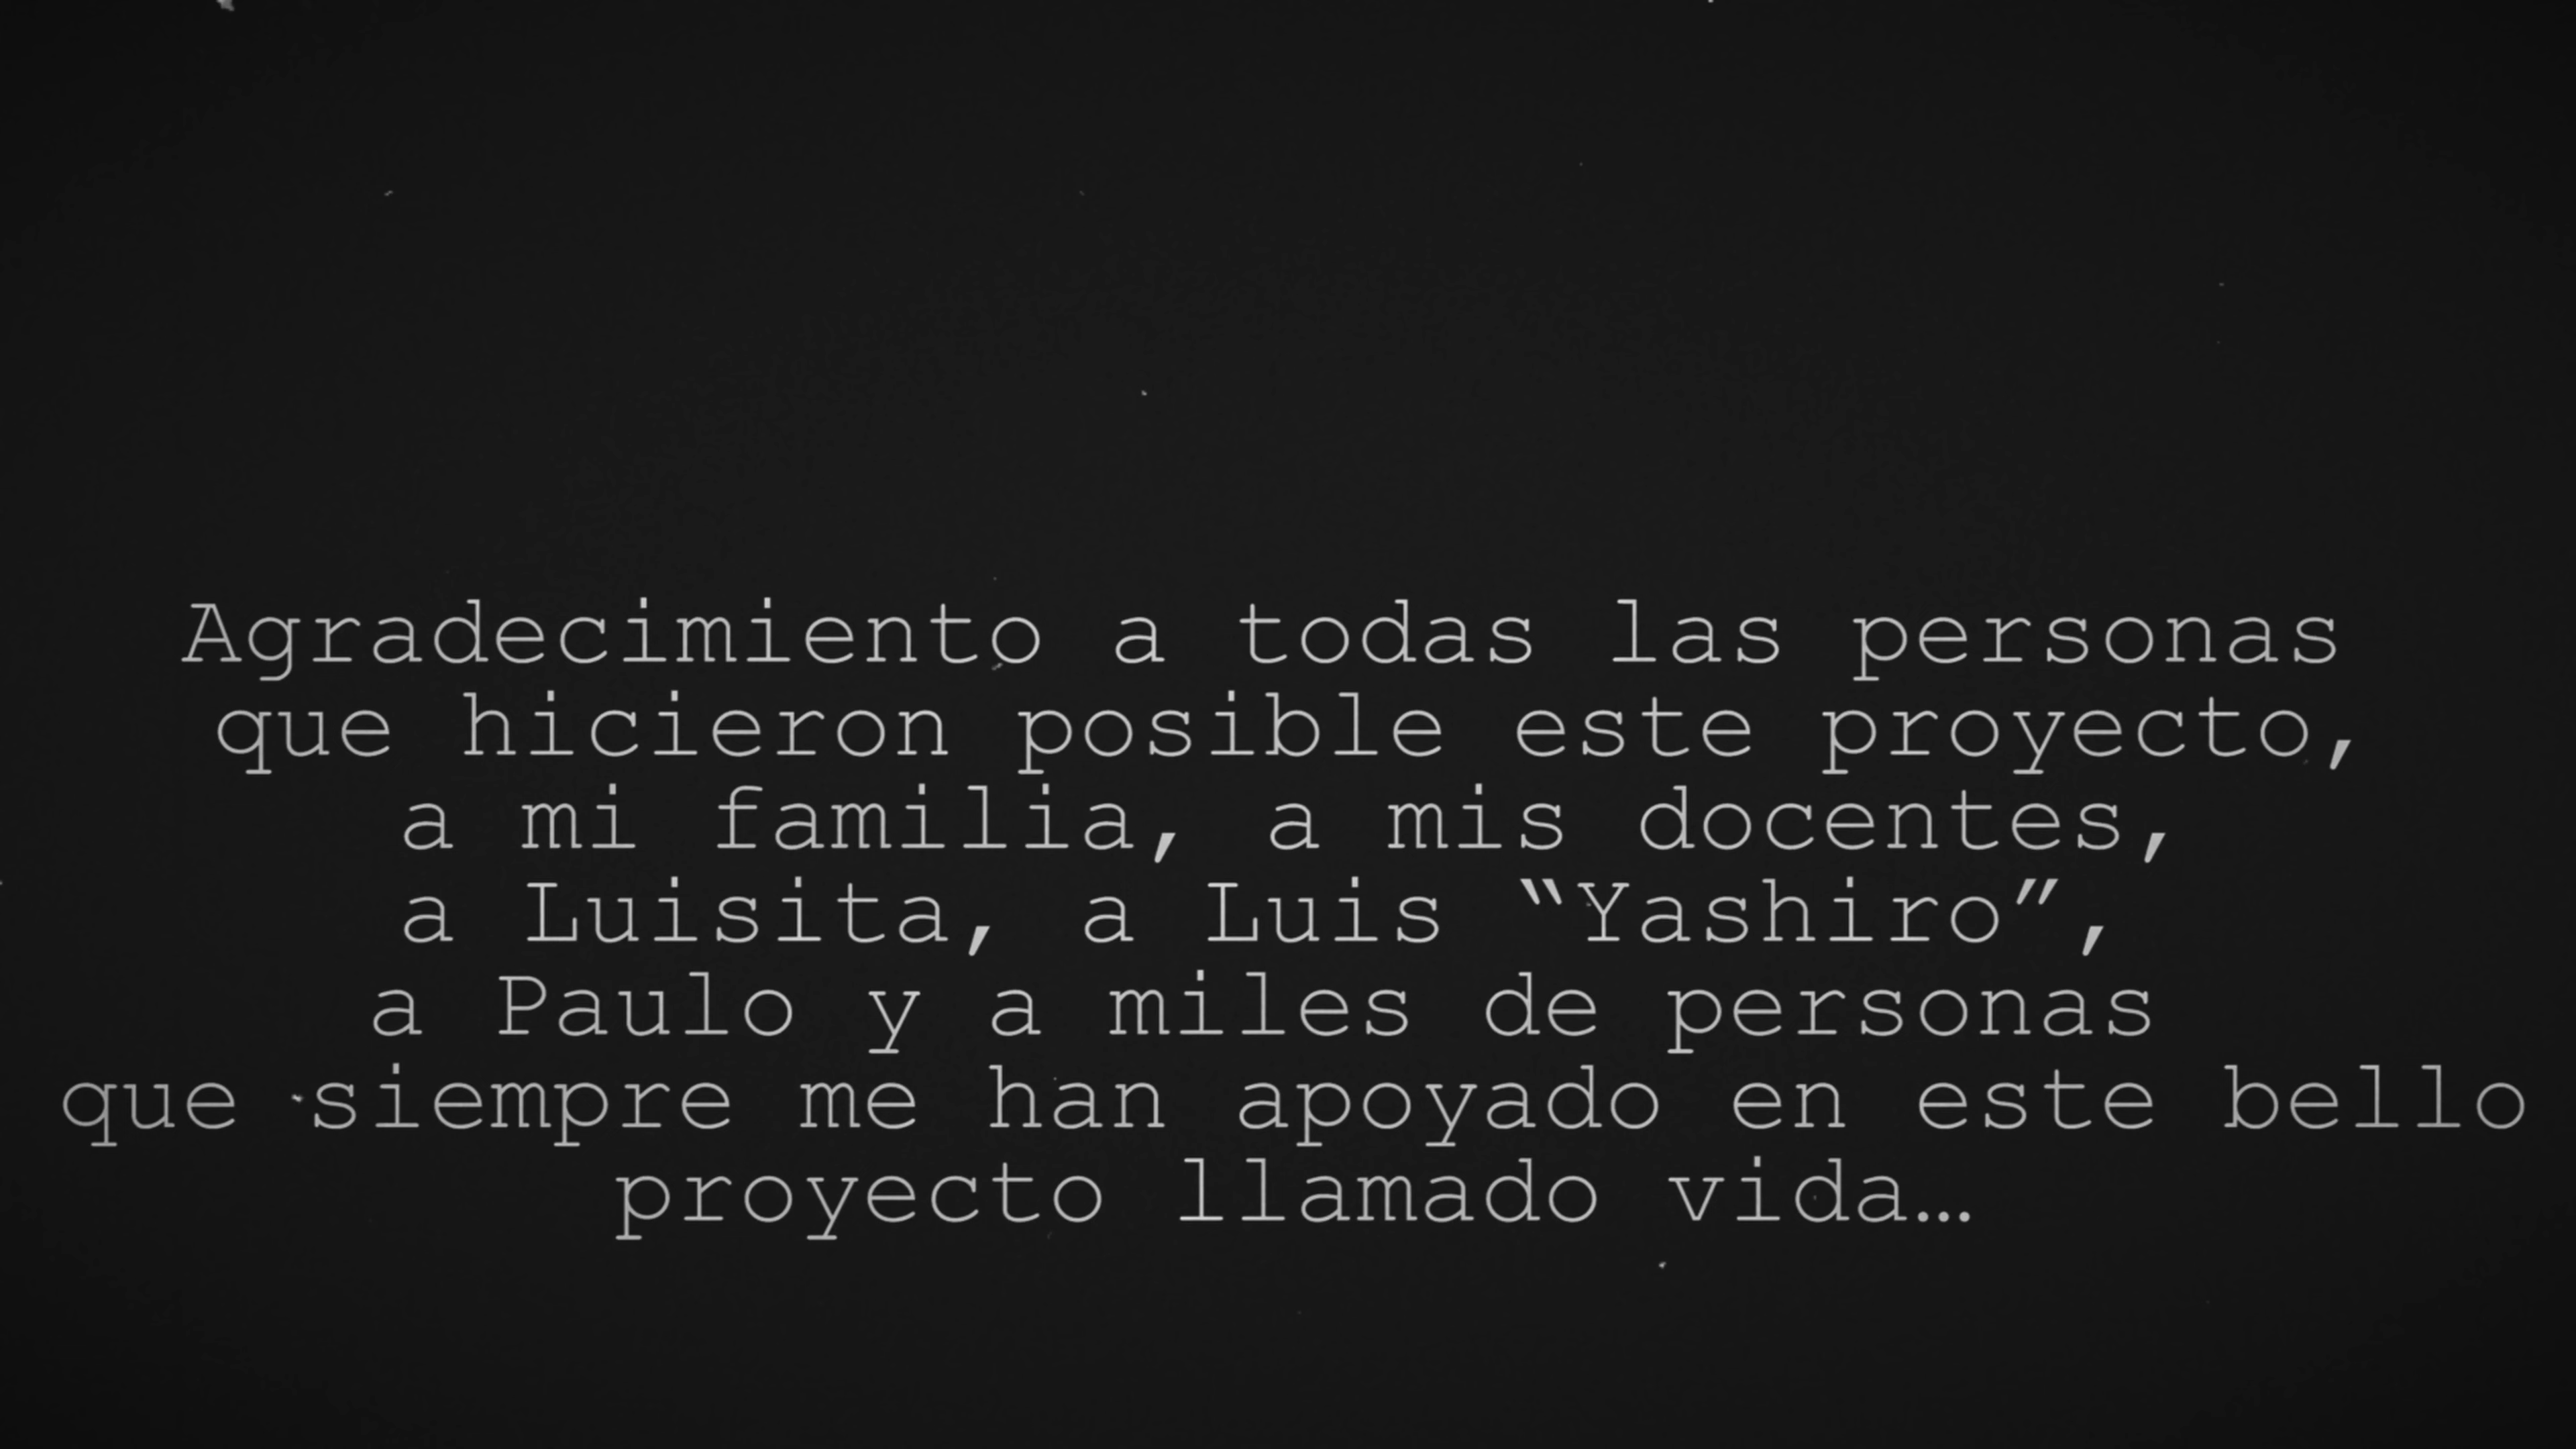 Agradecimiento a todas las personas
que hicieron posible este proyecto,
a mi familia, a mis docentes,
a Luisita, a Luis “Yashiro”,
a Paulo y a miles de personas
que siempre me han apoyado en este bello
proyecto llamado vida…